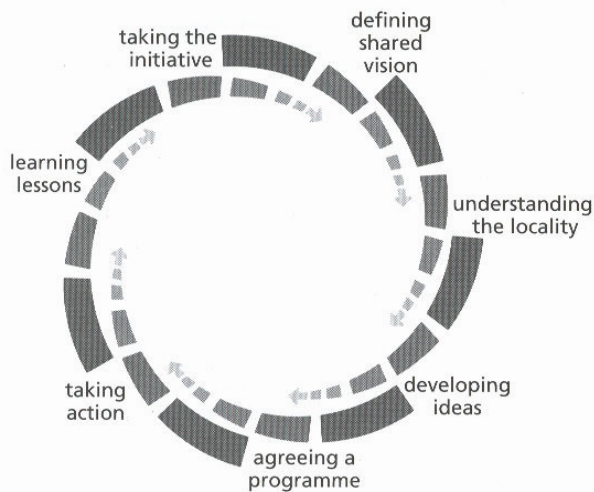 taking the
initiative
defining
shared
vision
understanding
the locality
developing
ideas
agreeing a
programme
taking
action
learning
lessons